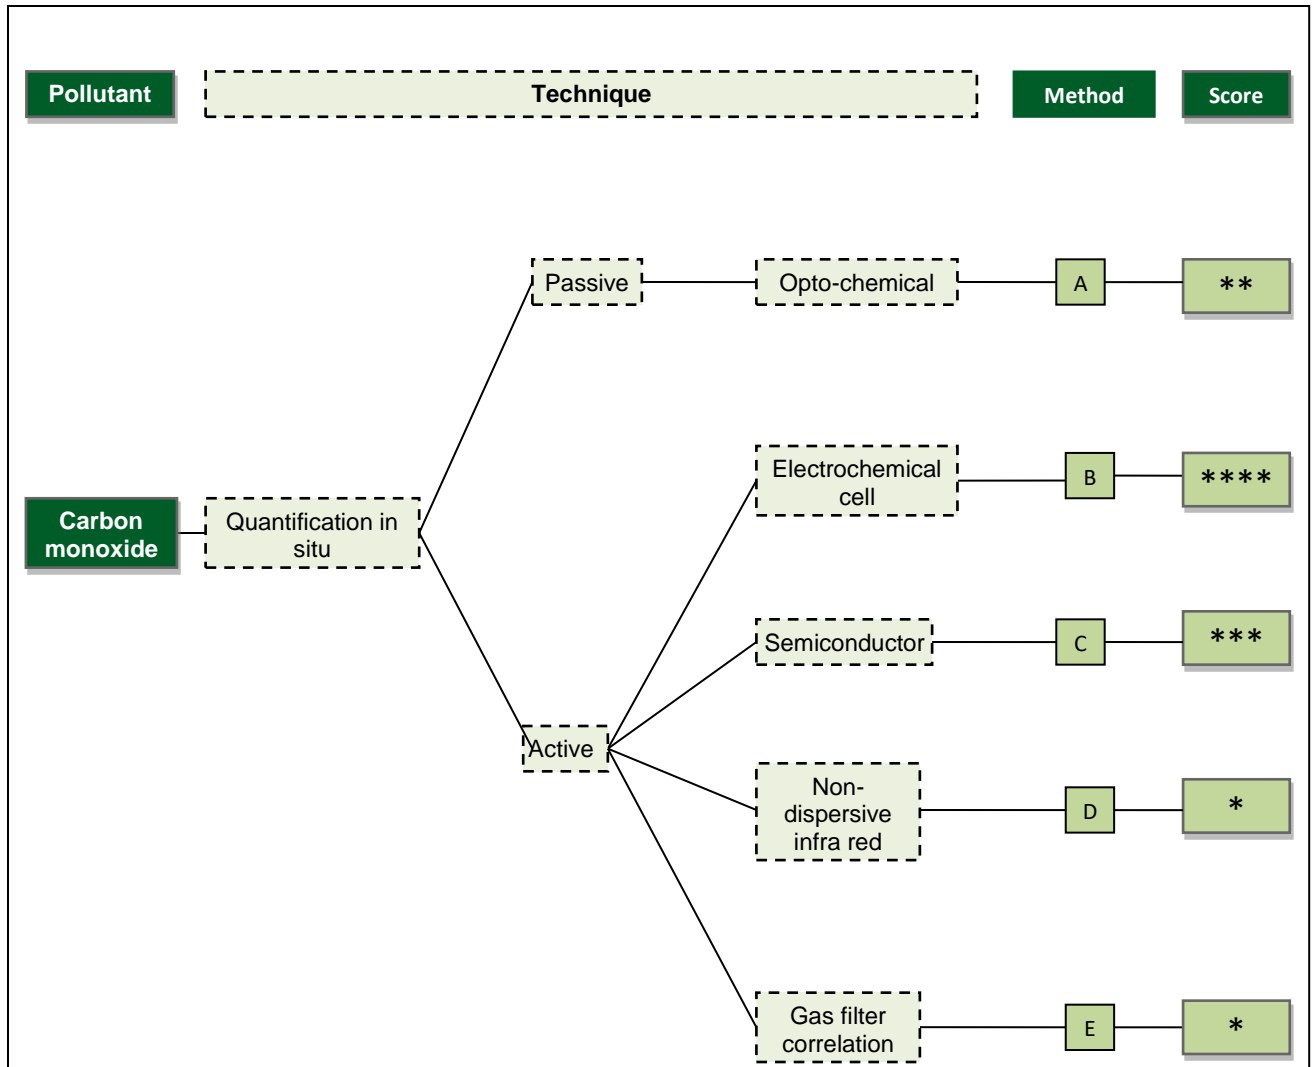 Pollutant
Technique
Method
Score
Passive
Opto-chemical
A
**
Electrochemical
cell
B
****
Carbon
monoxide
Quantification in
situ
Semiconductor
C
***
Active
Non-
dispersive
infra red
D
*
Gas filter
correlation
E
*